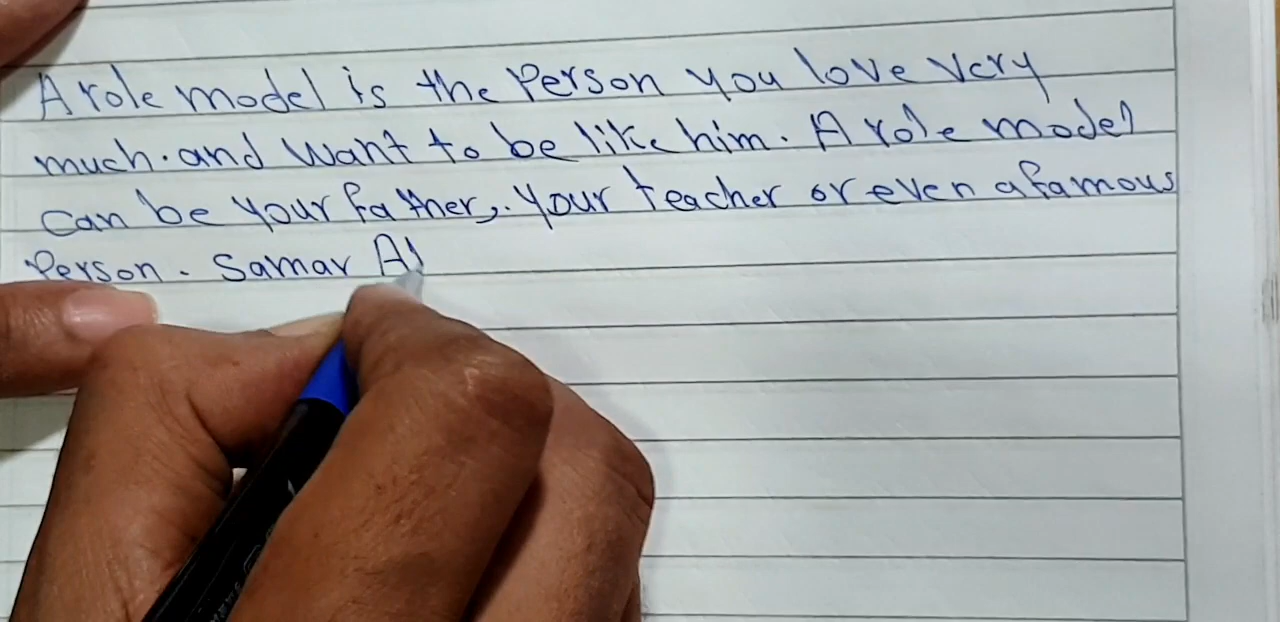 A role model is the Person you love very
much. and want to be like him. A role model
can be your father,. your teacher or even a famous
Person. Samar